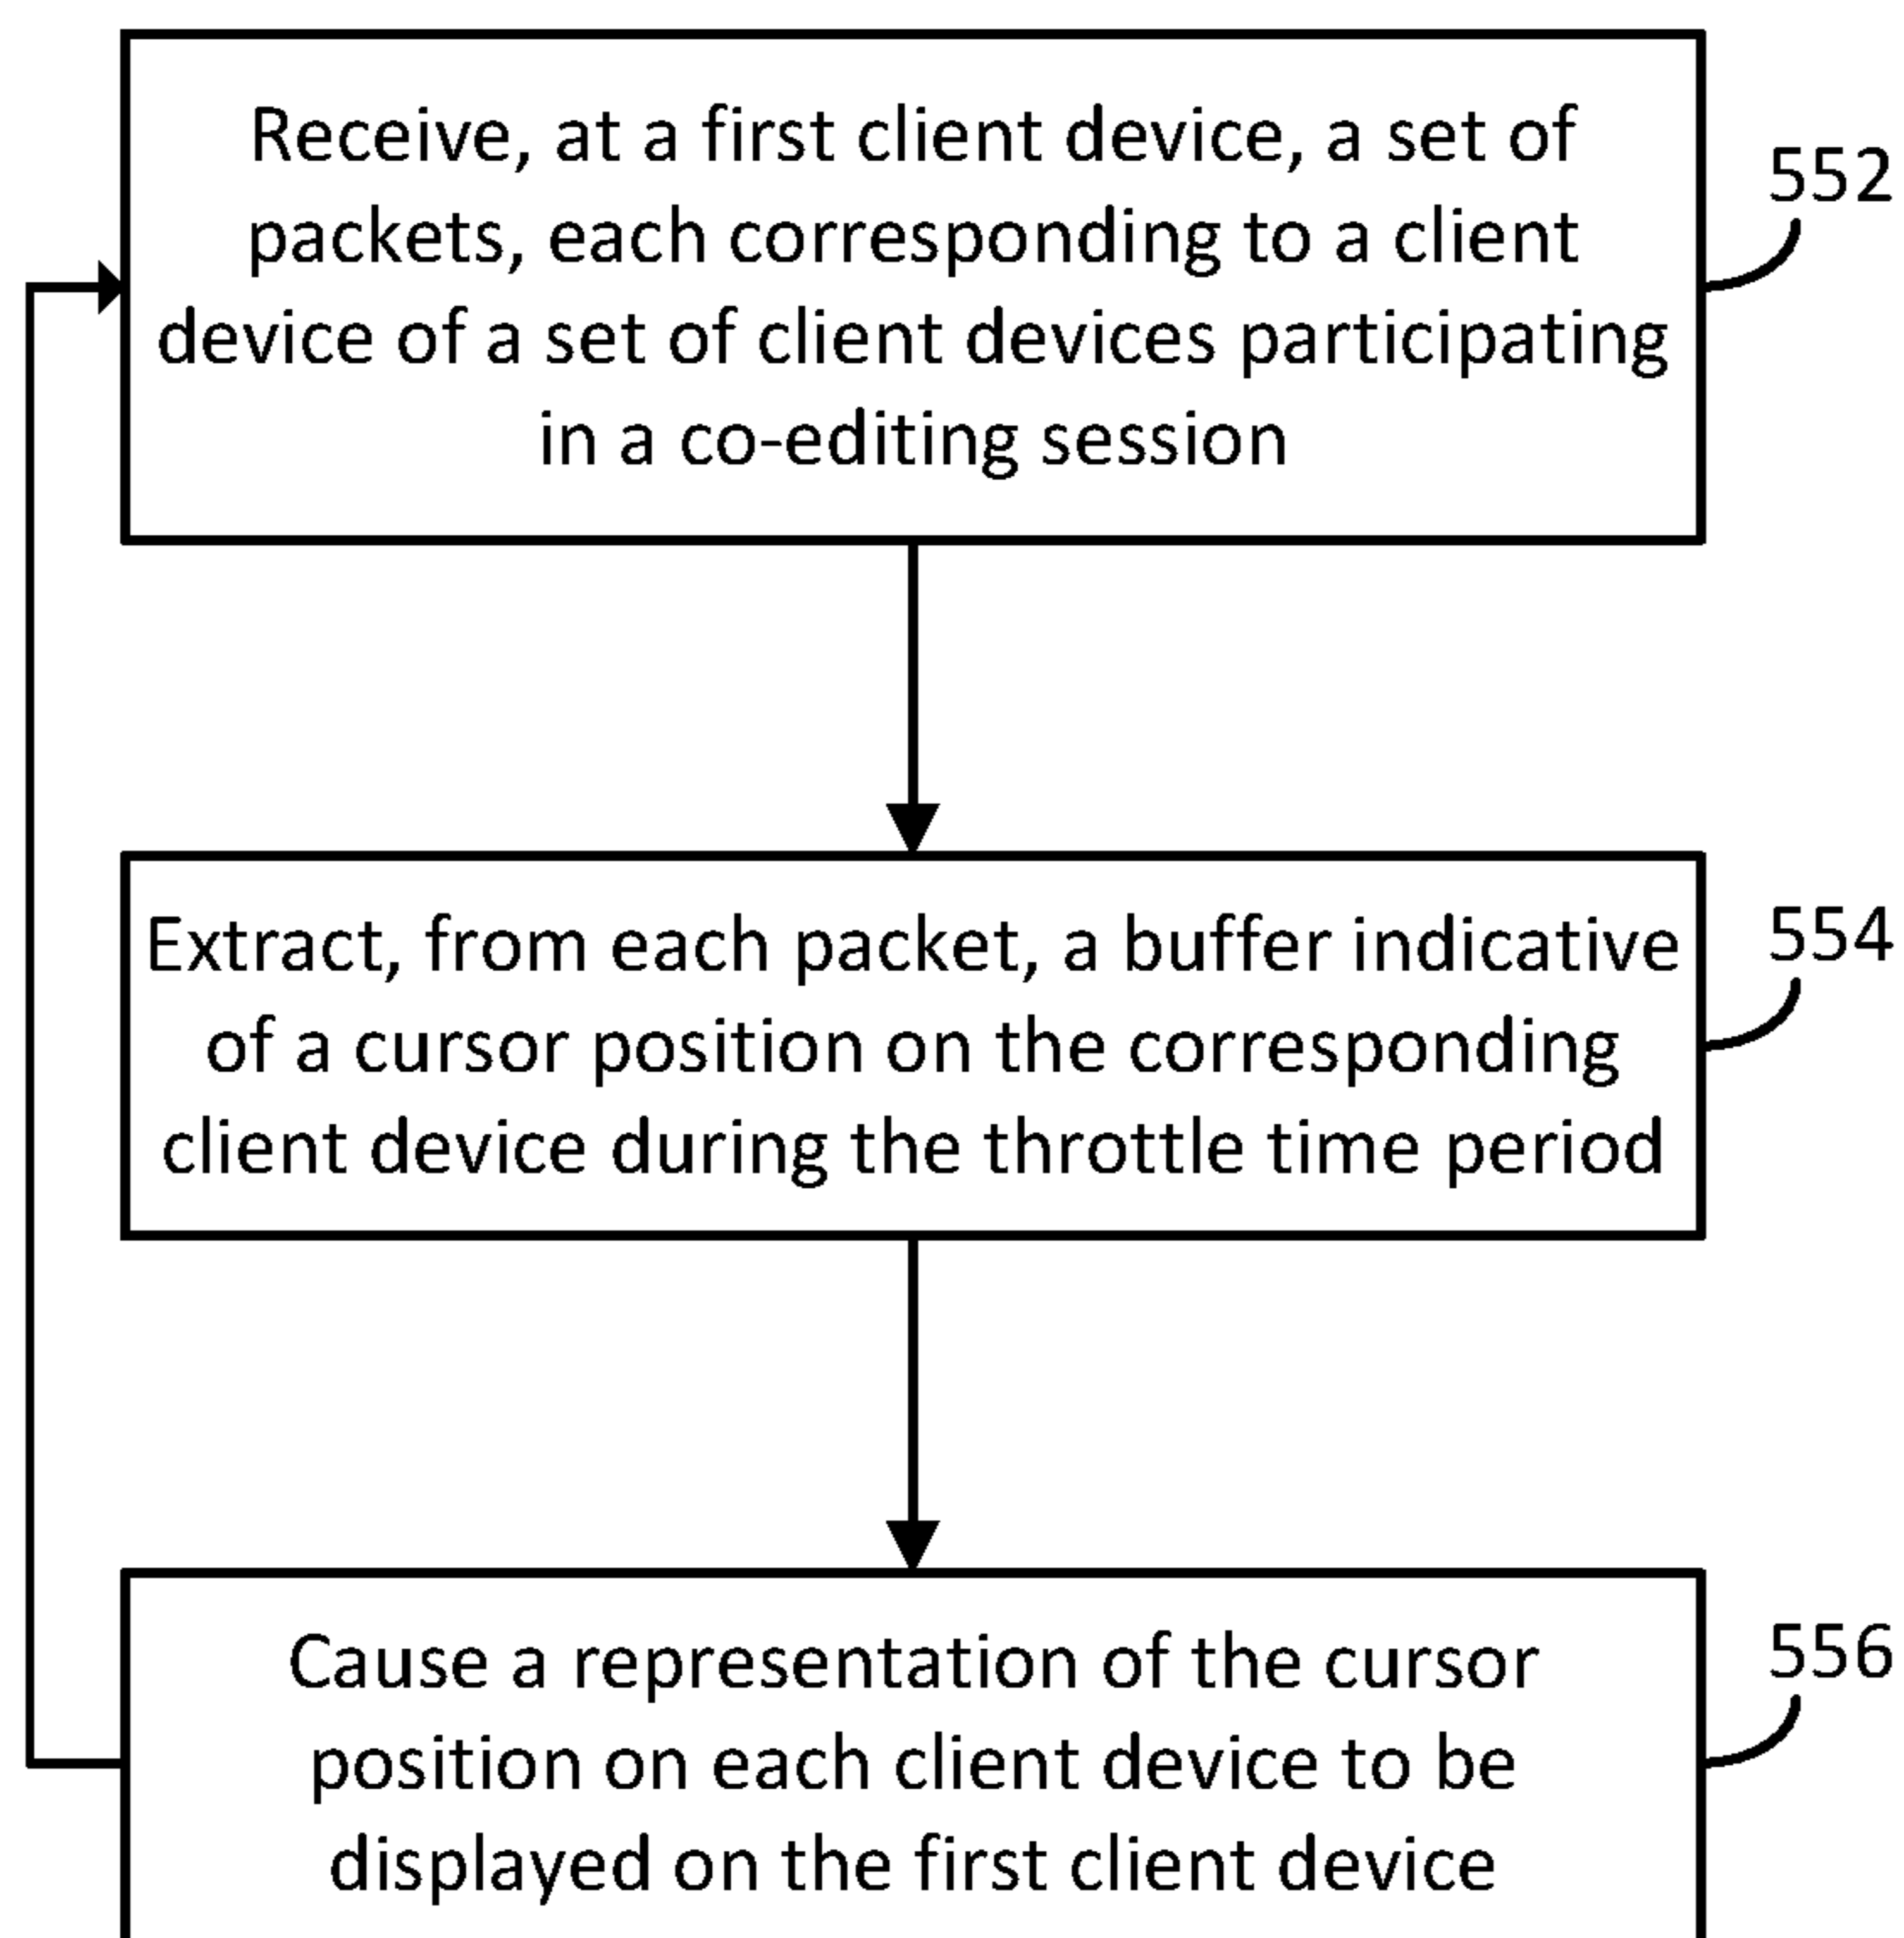 Receive, at a first client device, a set of
packets, each corresponding to a client
device of a set of client devices participating
in a co-editing session
552
Extract, from each packet, a buffer indicative
of a cursor position on the corresponding
client device during the throttle time period
554
Cause a representation of the cursor
position on each client device to be
displayed on the first client device
556